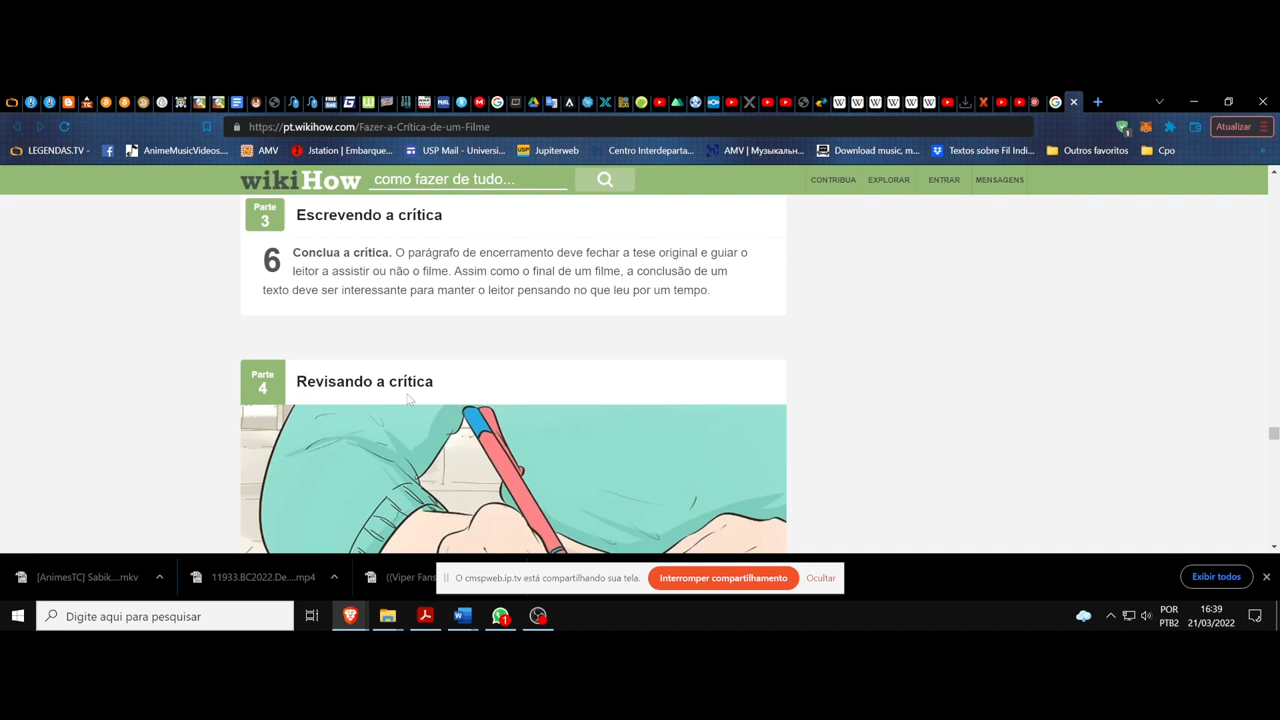 https://pt.wikihow.com/Fazer-a-Crítica-de-um-Filme
Atualizar
LEGENDAS.TV -
AnimeMusicVideos...
AMV
Jstation | Embarque...
USP Mail - Universi...
Jupiterweb
Centro Interdeparta...
AMV | Музыкальн...
Download music, m...
Textos sobre Fil Indi...
Outros favoritos
Cpo
wikiHow
como fazer de tudo...
CONTRIBUA
EXPLORAR
ENTRAR
MENSAGENS
Parte
3
Escrevendo a crítica
6
Conclua a crítica. O parágrafo de encerramento deve fechar a tese original e guiar o
leitor a assistir ou não o filme. Assim como o final de um filme, a conclusão de um
texto deve ser interessante para manter o leitor pensando no que leu por um tempo.
Parte
4
Revisando a crítica
[AnimesTC] Sabik....mkv
11933.BC2022.De....mp4
((Viper Fans
O cmspweb.ip.tv está compartilhando sua tela.
Interromper compartilhamento
Ocultar
Exibir todos
Digite aqui para pesquisar
POR
PTB2
16:39
21/03/2022